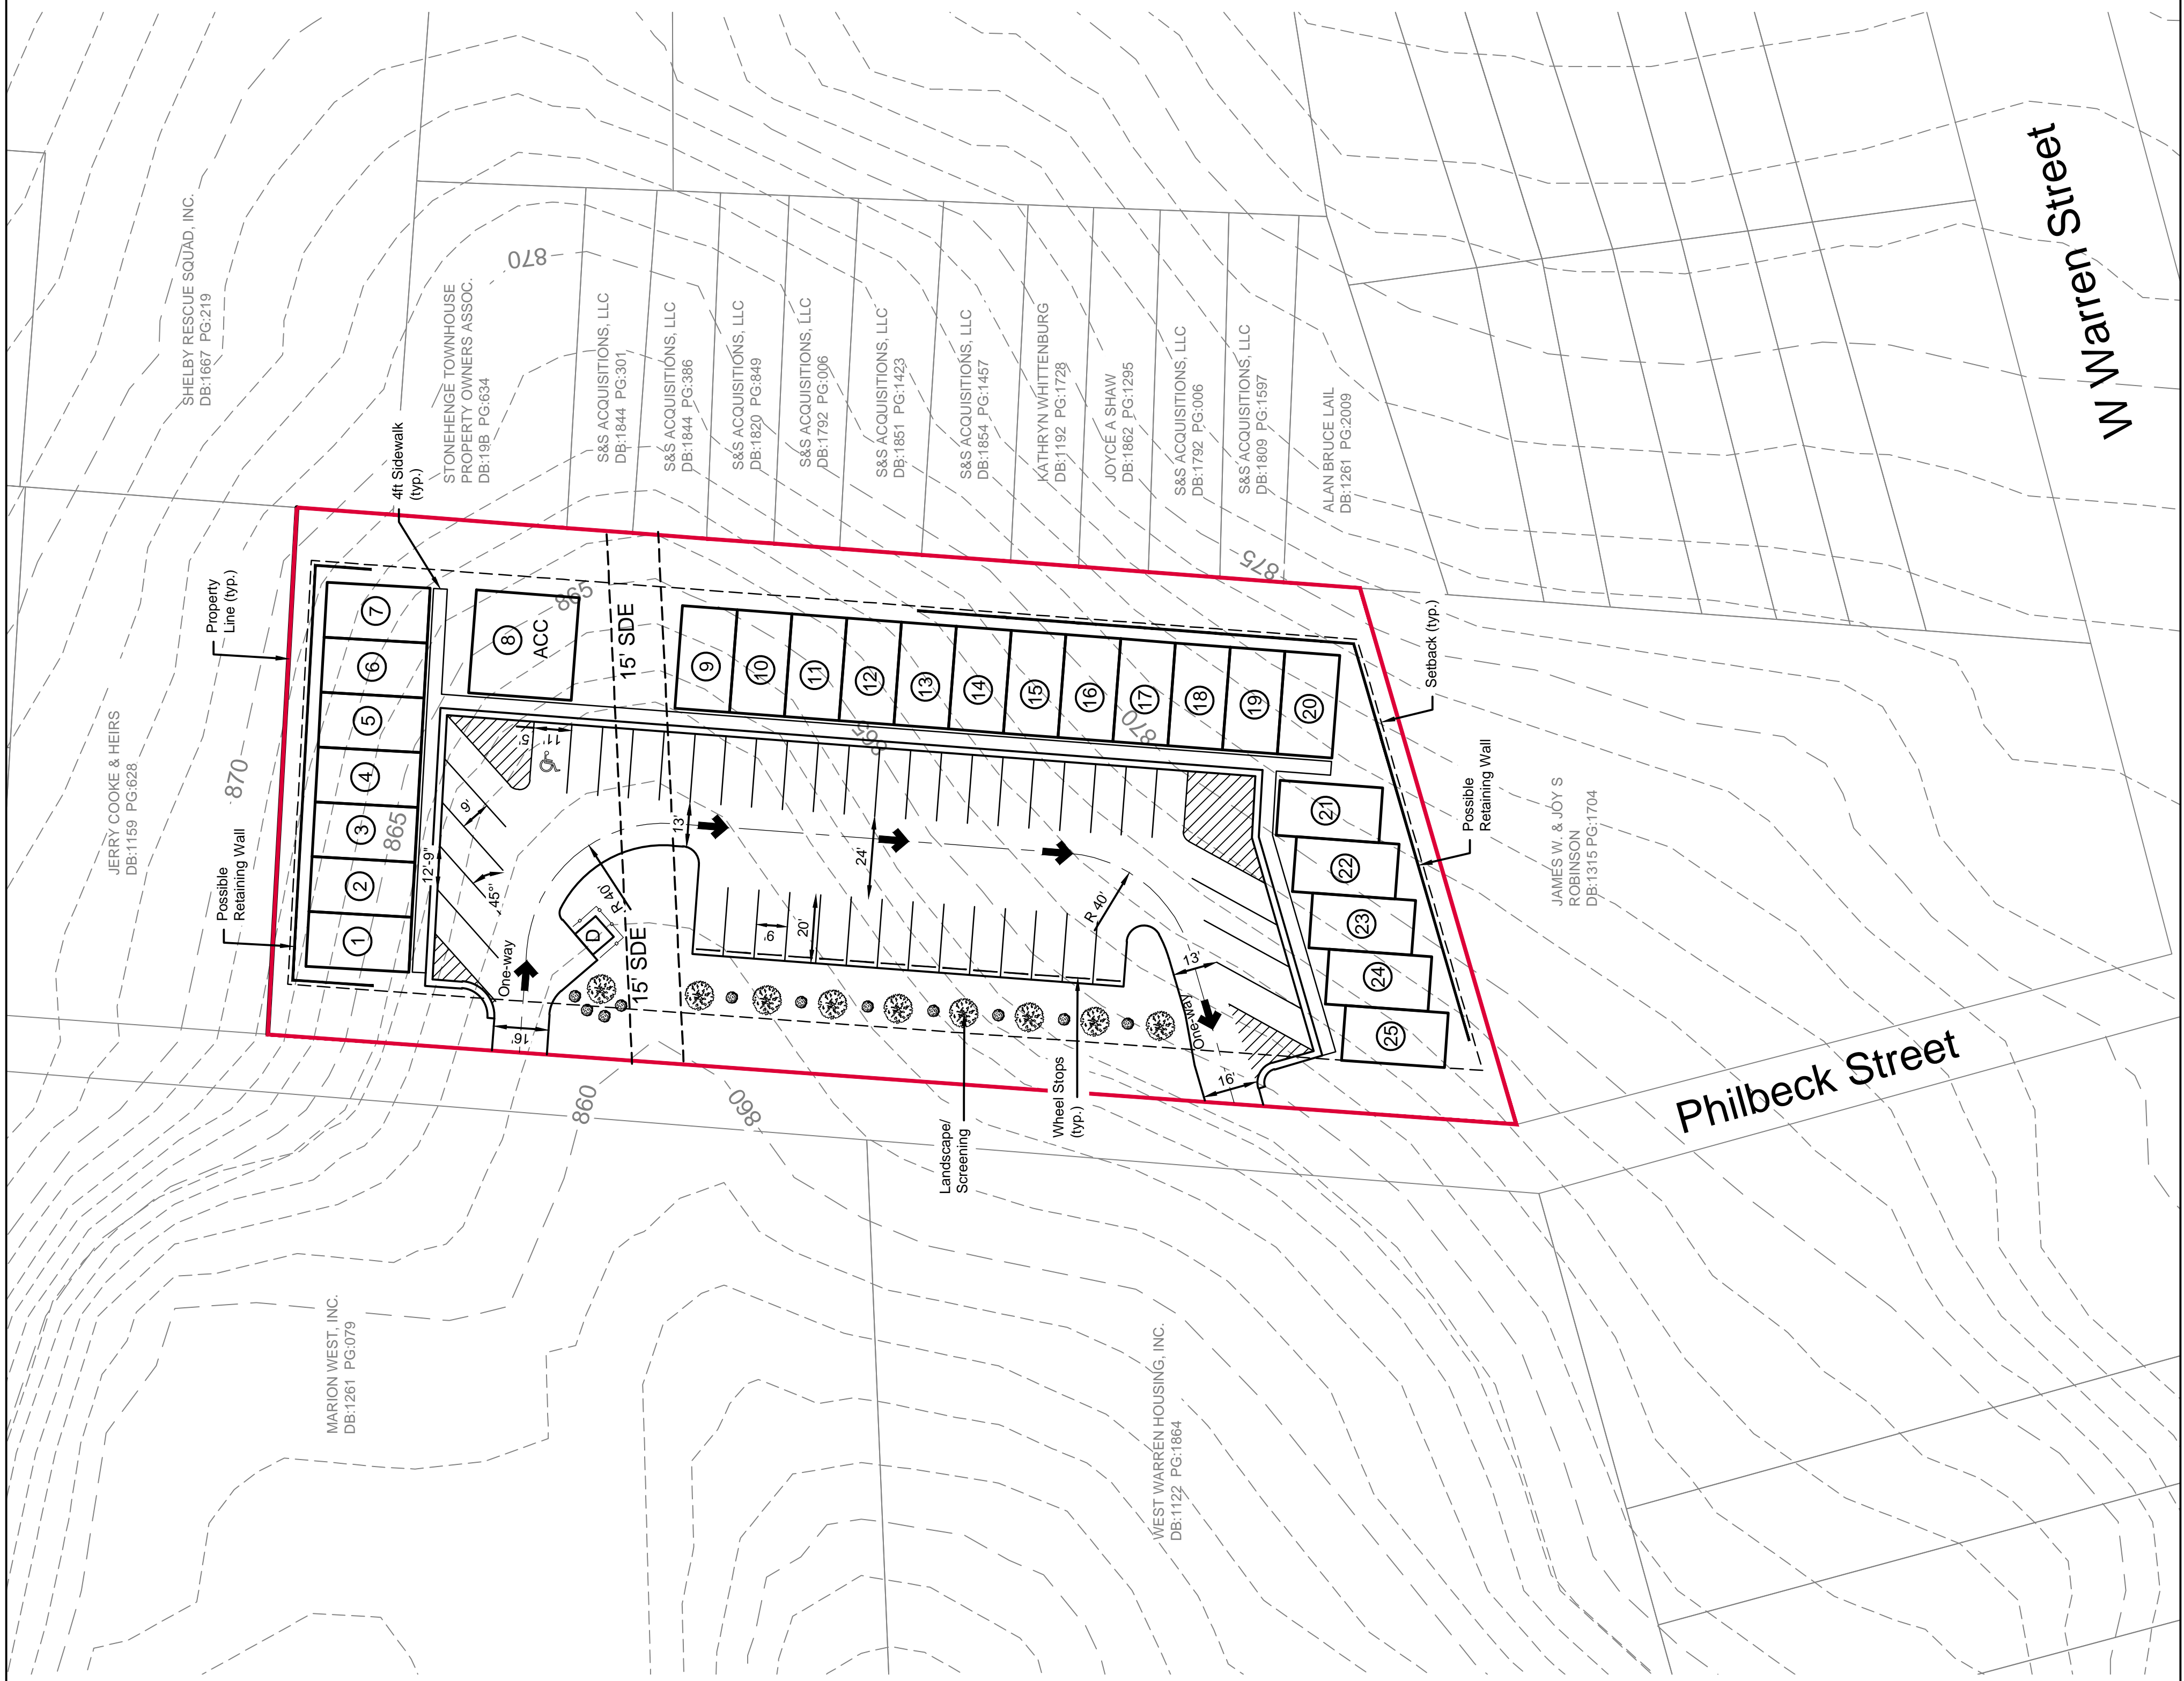 SHELBY RESCUE SQUAD, INC.
DB:1667 PG:219
JERRY COOKE & HEIRS
DB:1159 PG:628
870
Property
Line (typ.)
Possible
Retaining Wall
4ft Sidewalk
(typ.)
STONEHENGE TOWNHOUSE
PROPERTY OWNERS ASSOC.
DB:19B PG:634
870
S&S ACQUISITIONS, LLC
DB:1844 PG:301
S&S ACQUISITIONS, LLC
DB:1844 PG:386
S&S ACQUISITIONS, LLC
DB:1820 PG:849
S&S ACQUISITIONS, LLC
DB:1792 PG:006
S&S ACQUISITIONS, LLC
DB:1851 PG:1423
S&S ACQUISITIONS, LLC
DB:1854 PG:1457
KATHRYN WHITTENBURG
DB:1192 PG:1728
JOYCE A SHAW
DB:1862 PG:1295
S&S ACQUISITIONS, LLC
DB:1792 PG:006
S&S ACQUISITIONS, LLC
DB:1809 PG:1597
ALAN BRUCE LAIL
DB:1261 PG:2009
875
1
2
3
4
5
6
7
865
8
ACC
865
15' SDE
15' SDE
9
10
11
12
13
14
15
16
17
18
19
20
21
22
23
24
25
865
870
12'-9"
9'
45°
5'
11'
One-way
16'
R 40'
D
13'
24'
9'
20'
R 40'
13'
One-way
16'
860
860
Landscape/
Screening
Wheel Stops
(typ.)
Setback (typ.)
Possible
Retaining Wall
JAMES W. & JOY S
ROBINSON
DB:1315 PG:1704
MARION WEST, INC.
DB:1261 PG:079
WEST WARREN HOUSING, INC.
DB:1122 PG:1864
Philbeck Street
W Warren Street